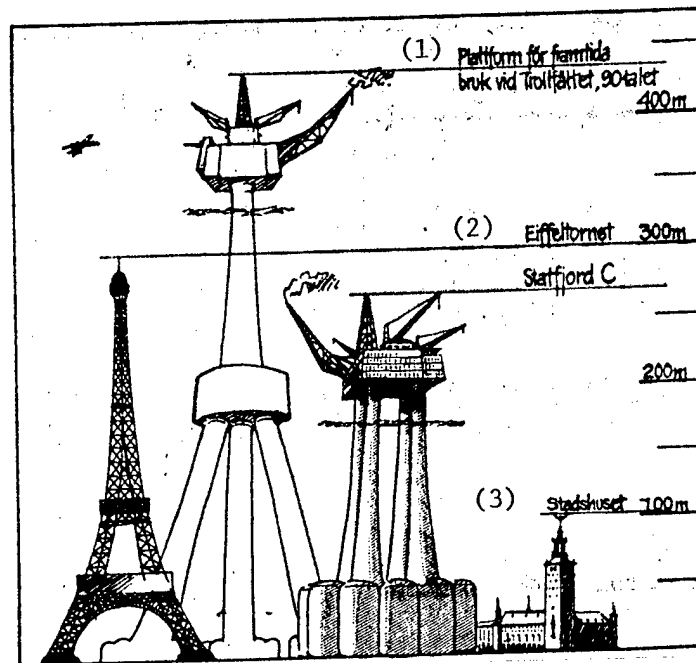 (1) Plattform för framtida
bruk vid Trollfältet, 90-talet
400m
(2) Eiffeltornet 300m
Statfjord C
200m
(3) Stadshuset 100m